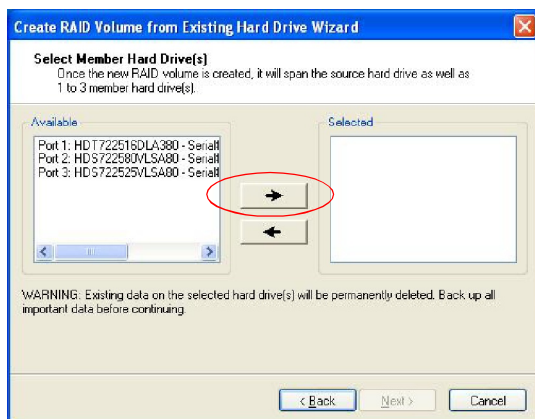 Create RAID Volume from Existing Hard Drive Wizard
Select Member Hard Drive(s)
Once the new RAID volume is created, it will span the source hard drive as well as
1 to 3 member hard drive(s).
Available
Selected
Port 1: HDT722516DLA380 - Serial#
Port 2: HDS722580VLSA80 - Serial#
Port 3: HDS722525VLSA80 - Serial#
WARNING: Existing data on the selected hard drive(s) will be permanently deleted. Back up all
important data before continuing.
< Back
Next >
Cancel